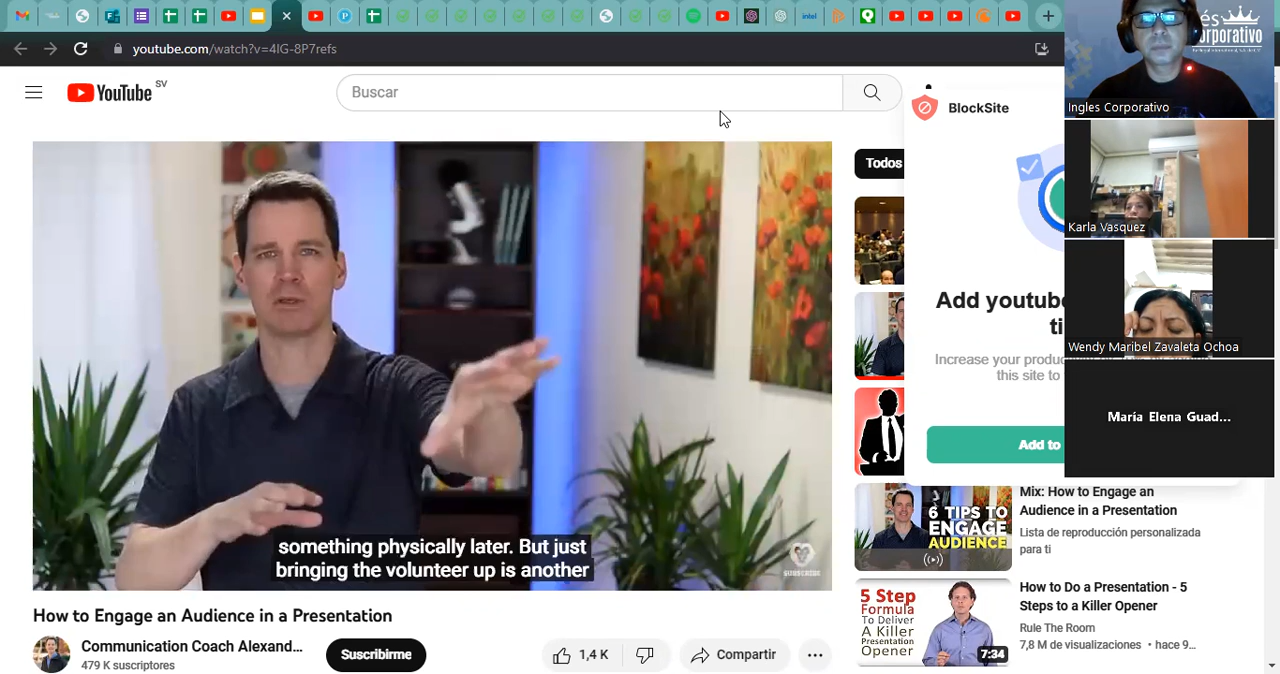 youtube.com/watch?v=4IG-8P7refs
YouTube SV
Buscar
BlockSite
Todos
Add youtube
Increase your produc
this site to
Add to
something physically later. But just
bringing the volunteer up is another
SUBSCRIBE
How to Engage an Audience in a Presentation
Communication Coach Alexand...
479 K suscriptores
Suscribirme
1,4 K
Compartir
...
6 TIPS TO
ENGAGE
AUDIENCE
Mix: How to Engage an
Audience in a Presentation
Lista de reproducción personalizada
para ti
5 Step
Formula
To Deliver
A Killer
Presentation
Opener
7:34
How to Do a Presentation - 5
Steps to a Killer Opener
Rule The Room
7,8 M de visualizaciones • hace 9...
és
orporativo
Ingles Corporativo
Karla Vasquez
Wendy Maribel Zavaleta Ochoa
María Elena Guad...
intel